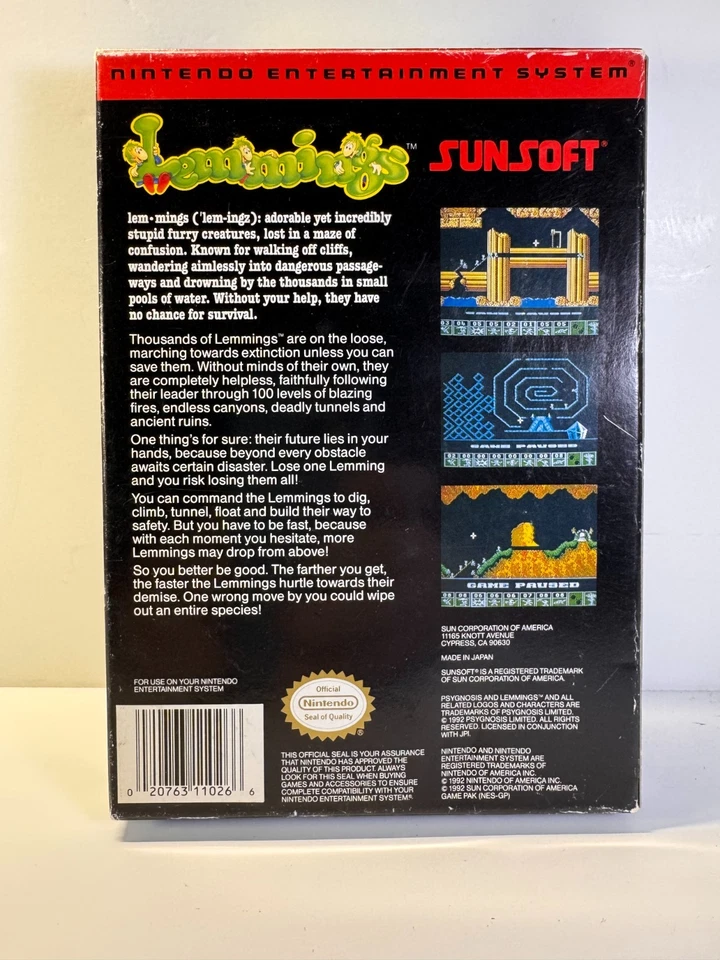 NINTENDO ENTERTAINMENT SYSTEM®
Lemmings™
SUNSOFT®
lem•mings ('lem-ingz): adorable yet incredibly
stupid furry creatures, lost in a maze of
confusion. Known for walking off cliffs,
wandering aimlessly into dangerous passage-
ways and drowning by the thousands in small
pools of water. Without your help, they have
no chance for survival.
Thousands of Lemmings™ are on the loose,
marching towards extinction unless you can
save them. Without minds of their own, they
are completely helpless, faithfully following
their leader through 100 levels of blazing
fires, endless canyons, deadly tunnels and
ancient ruins.
One thing's for sure: their future lies in your
hands, because beyond every obstacle
awaits certain disaster. Lose one Lemming
and you risk losing them all!
You can command the Lemmings to dig,
climb, tunnel, float and build their way to
safety. But you have to be fast, because
with each moment you hesitate, more
Lemmings may drop from above!
So you better be good. The farther you get,
the faster the Lemmings hurtle towards their
demise. One wrong move by you could wipe
out an entire species!
GAME PAUSED
GAME PAUSED
SUN CORPORATION OF AMERICA
11165 KNOTT AVENUE
CYPRESS, CA 90630
MADE IN JAPAN
SUNSOFT® IS A REGISTERED TRADEMARK
OF SUN CORPORATION OF AMERICA.
PSYGNOSIS AND LEMMINGS™ AND ALL
RELATED LOGOS AND CHARACTERS ARE
TRADEMARKS OF PSYGNOSIS LIMITED.
© 1992 PSYGNOSIS LIMITED. ALL RIGHTS
RESERVED. LICENSED IN CONJUNCTION
WITH JPI.
NINTENDO AND NINTENDO
ENTERTAINMENT SYSTEM ARE
REGISTERED TRADEMARKS OF
NINTENDO OF AMERICA INC.
© 1992 NINTENDO OF AMERICA INC.
© 1992 SUN CORPORATION OF AMERICA
GAME PAK (NES-GP)
FOR USE ON YOUR NINTENDO
ENTERTAINMENT SYSTEM
0 20763 11026 6
Official
Nintendo
Seal of Quality
®
THIS OFFICIAL SEAL IS YOUR ASSURANCE
THAT NINTENDO HAS APPROVED THE
QUALITY OF THIS PRODUCT. ALWAYS
LOOK FOR THIS SEAL WHEN BUYING
GAMES AND ACCESSORIES TO ENSURE
COMPLETE COMPATIBILITY WITH YOUR
NINTENDO ENTERTAINMENT SYSTEM®.